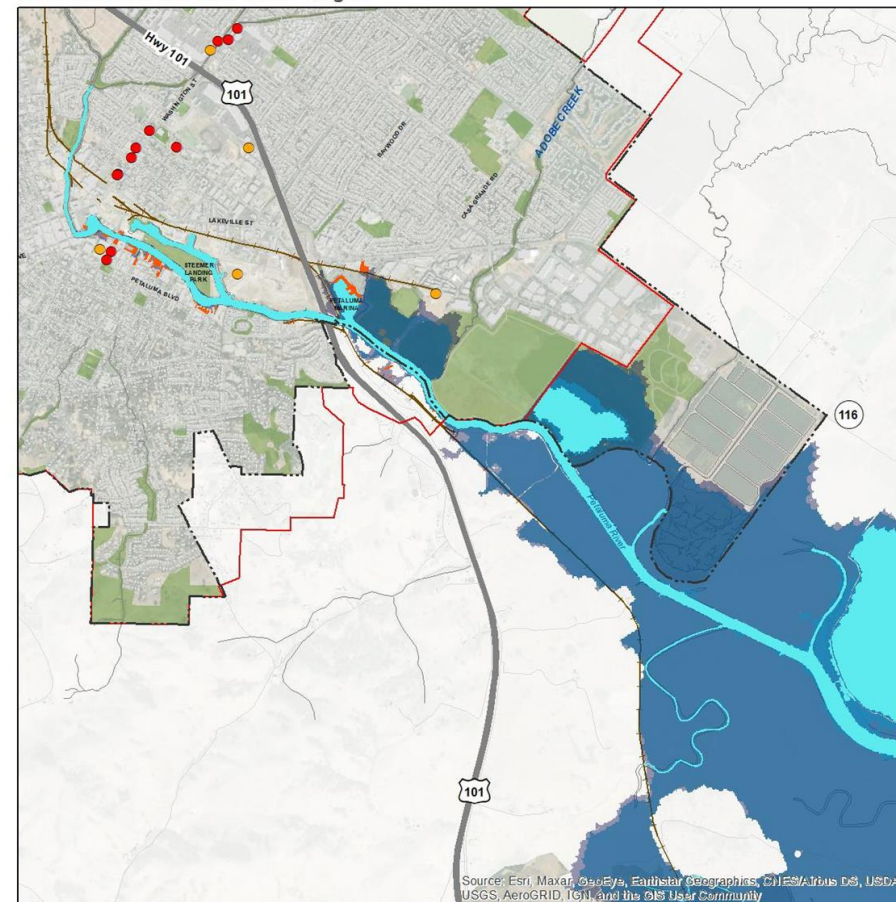 Hwy 101
101
WASHINGTON ST
ADOBE CREEK
RAYWOOD DR
CASA GRANDE RD
LAKEVILLE ST
STEEMER
LANDING
PARK
PETALUMA BLVD
PETALUMA
MARINA
116
Petaluma River
101
Source: Esri, Maxar, GeoEye, Earthstar Geographics, CNES/Airbus DS, USDA
USGS, AeroGRID, IGN, and the GIS User Community